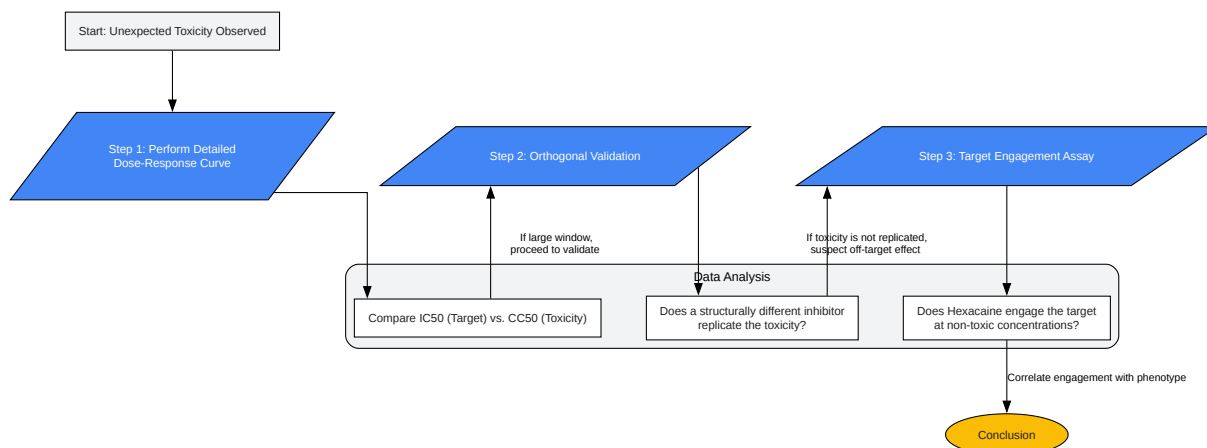 Start: Unexpected Toxicity Observed
Step 1: Perform Detailed
Dose-Response Curve
Step 2: Orthogonal Validation
Step 3: Target Engagement Assay
If large window,
proceed to validate
If toxicity is not replicated,
suspect off-target effect
Data Analysis
Compare IC50 (Target) vs. CC50 (Toxicity)
Does a structurally different inhibitor
replicate the toxicity?
Does Hexacaine engage the target
at non-toxic concentrations?
Correlate engagement with phenotype
Conclusion